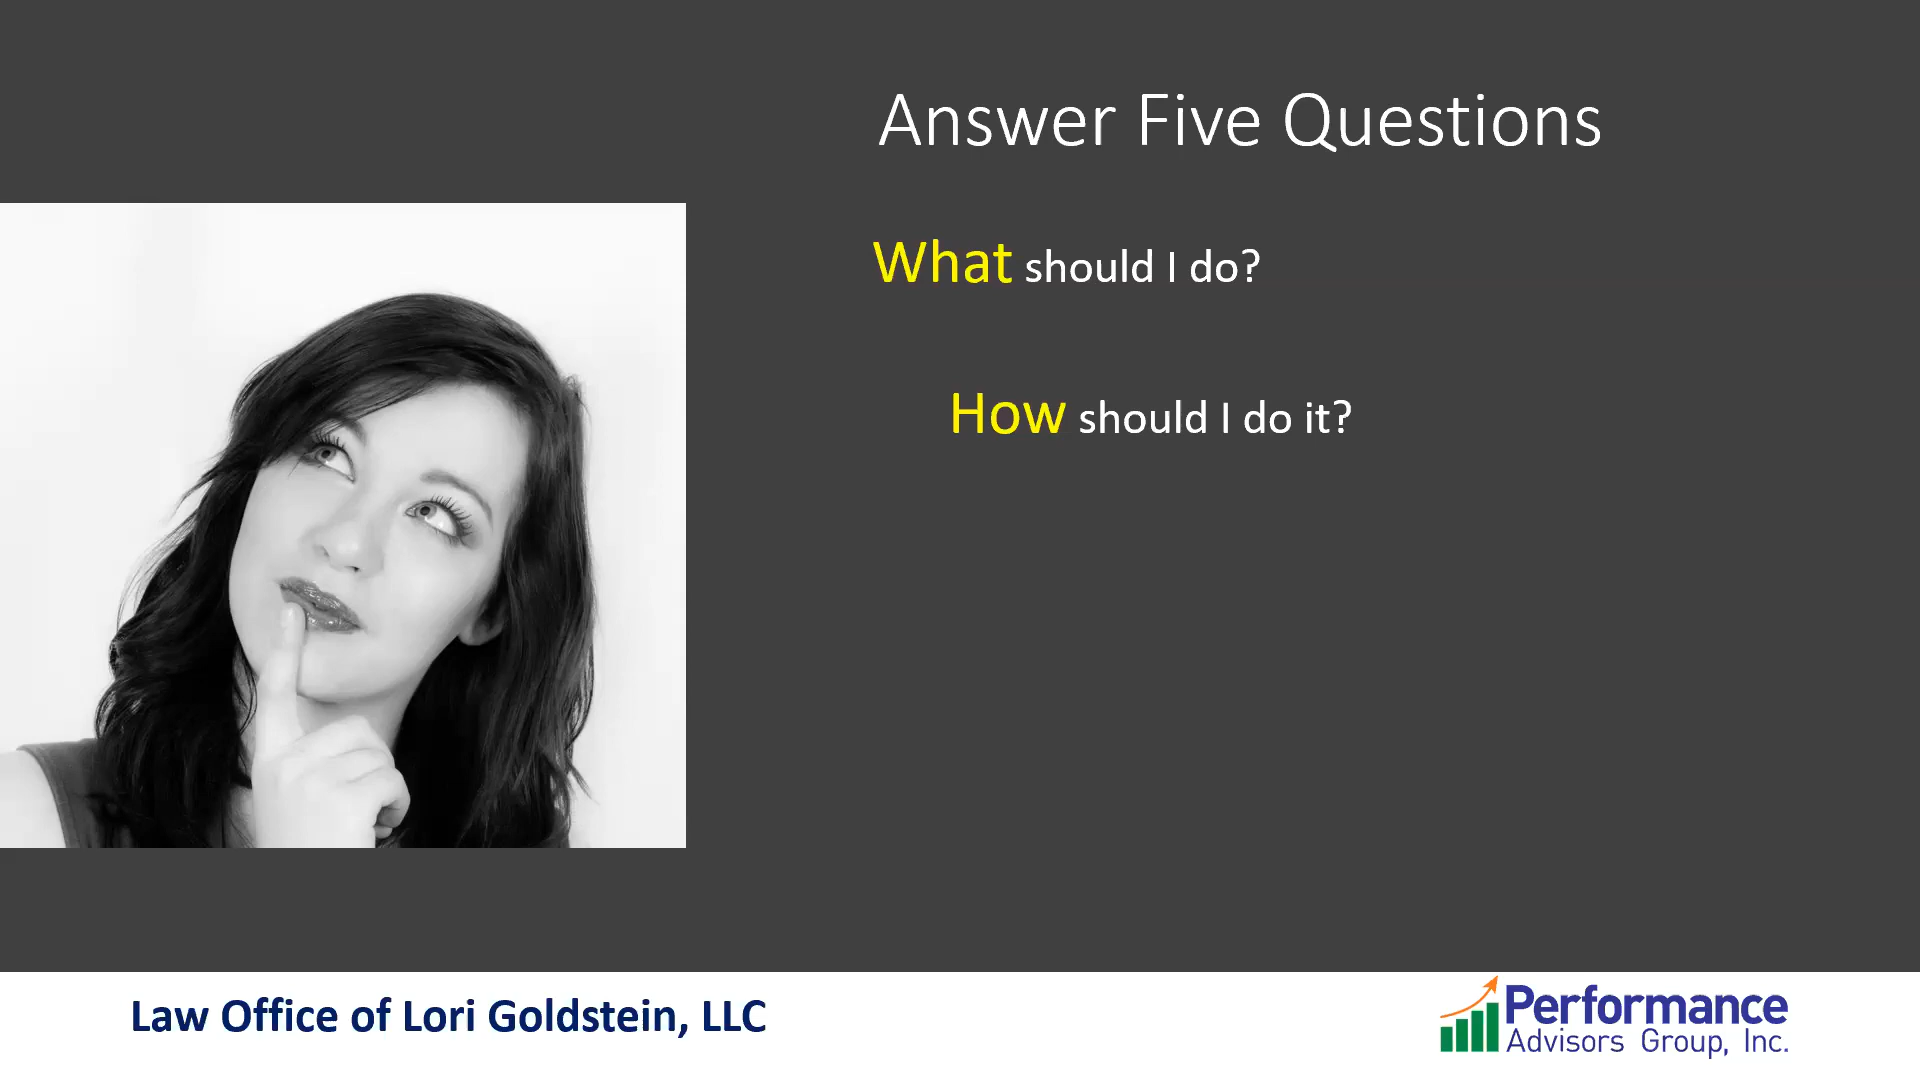 Answer Five Questions
What should I do?
How should I do it?
Law Office of Lori Goldstein, LLC
Performance
Advisors Group, Inc.